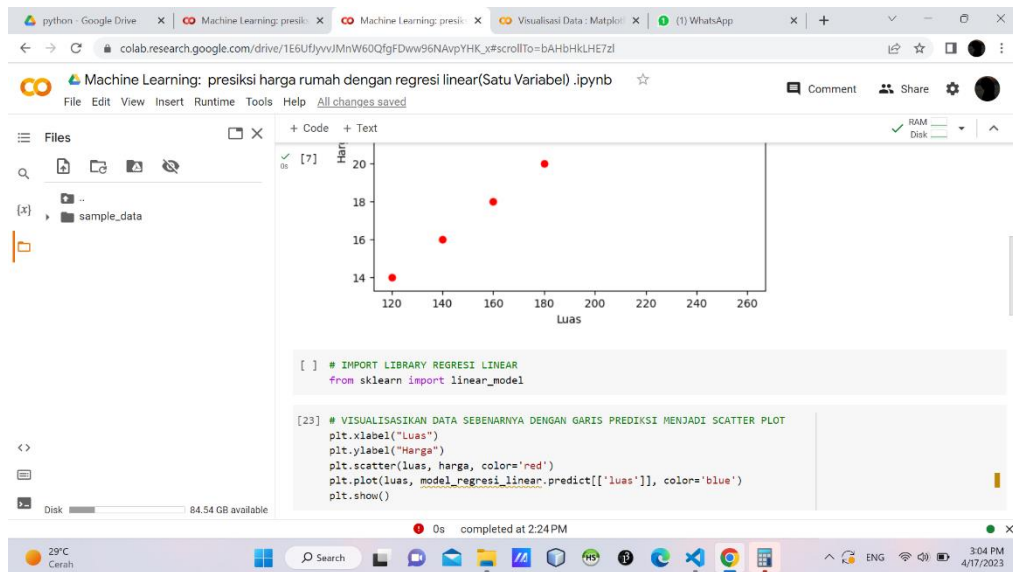 python - Google Drive
Machine Learning: presiks
Machine Learning: presiks
Visualisasi Data : Matplotl
(1) WhatsApp
colab.research.google.com/drive/1E6UfJyvvJMnW60QfgFDww96NAvpYHK_x#scrollTo=bAHbHkLHE7zl
Machine Learning: presiksi harga rumah dengan regresi linear(Satu Variabel) .ipynb
File Edit View Insert Runtime Tools Help All changes saved
Comment
Share
Files
+ Code + Text
RAM
Disk
..
sample_data
{x}
0s
[7]
Har
20
18
16
14
120 140 160 180 200 220 240 260
Luas
[ ] # IMPORT LIBRARY REGRESI LINEAR
from sklearn import linear_model
[23] # VISUALISASIKAN DATA SEBENARNYA DENGAN GARIS PREDIKSI MENJADI SCATTER PLOT
plt.xlabel("Luas")
plt.ylabel("Harga")
plt.scatter(luas, harga, color='red')
plt.plot(luas, model_regresi_linear.predict[['luas']], color='blue')
plt.show()
Disk
84.54 GB available
0s completed at 2:24 PM
29°C
Cerah
Search
ENG
3:04 PM
4/17/2023